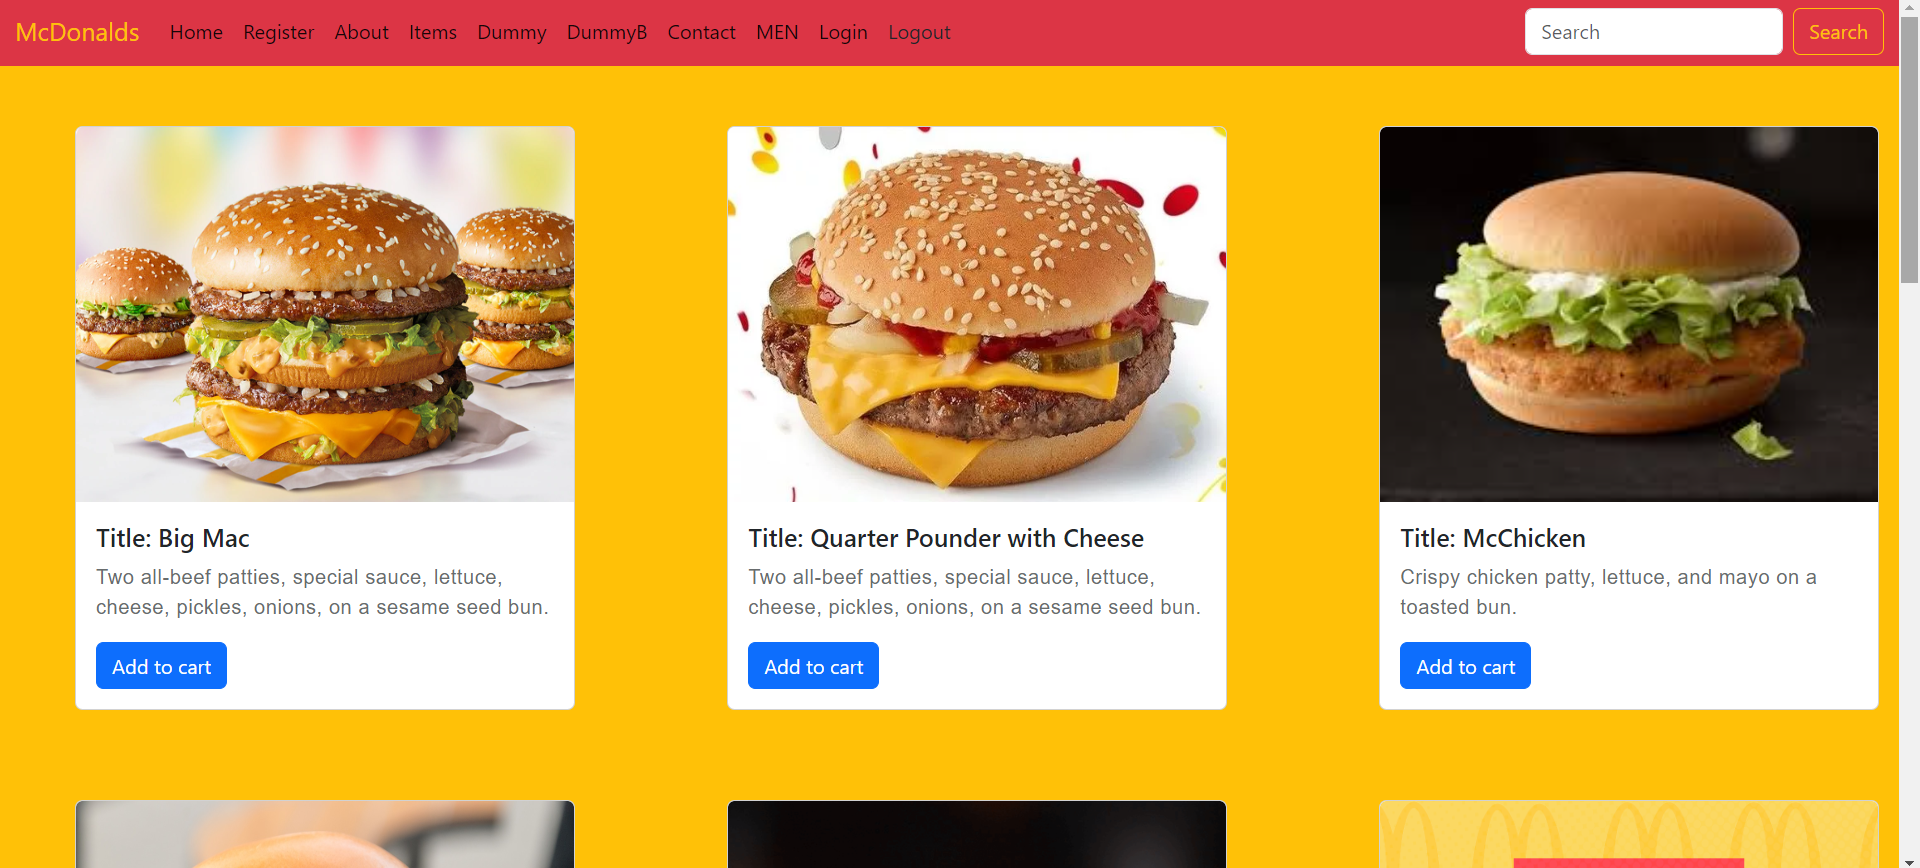 McDonalds Home Register About Items Dummy DummyB Contact MEN Login Logout Search Search
Title: Big Mac
Two all-beef patties, special sauce, lettuce,
cheese, pickles, onions, on a sesame seed bun.
Add to cart
Title: Quarter Pounder with Cheese
Two all-beef patties, special sauce, lettuce,
cheese, pickles, onions, on a sesame seed bun.
Add to cart
Title: McChicken
Crispy chicken patty, lettuce, and mayo on a
toasted bun.
Add to cart